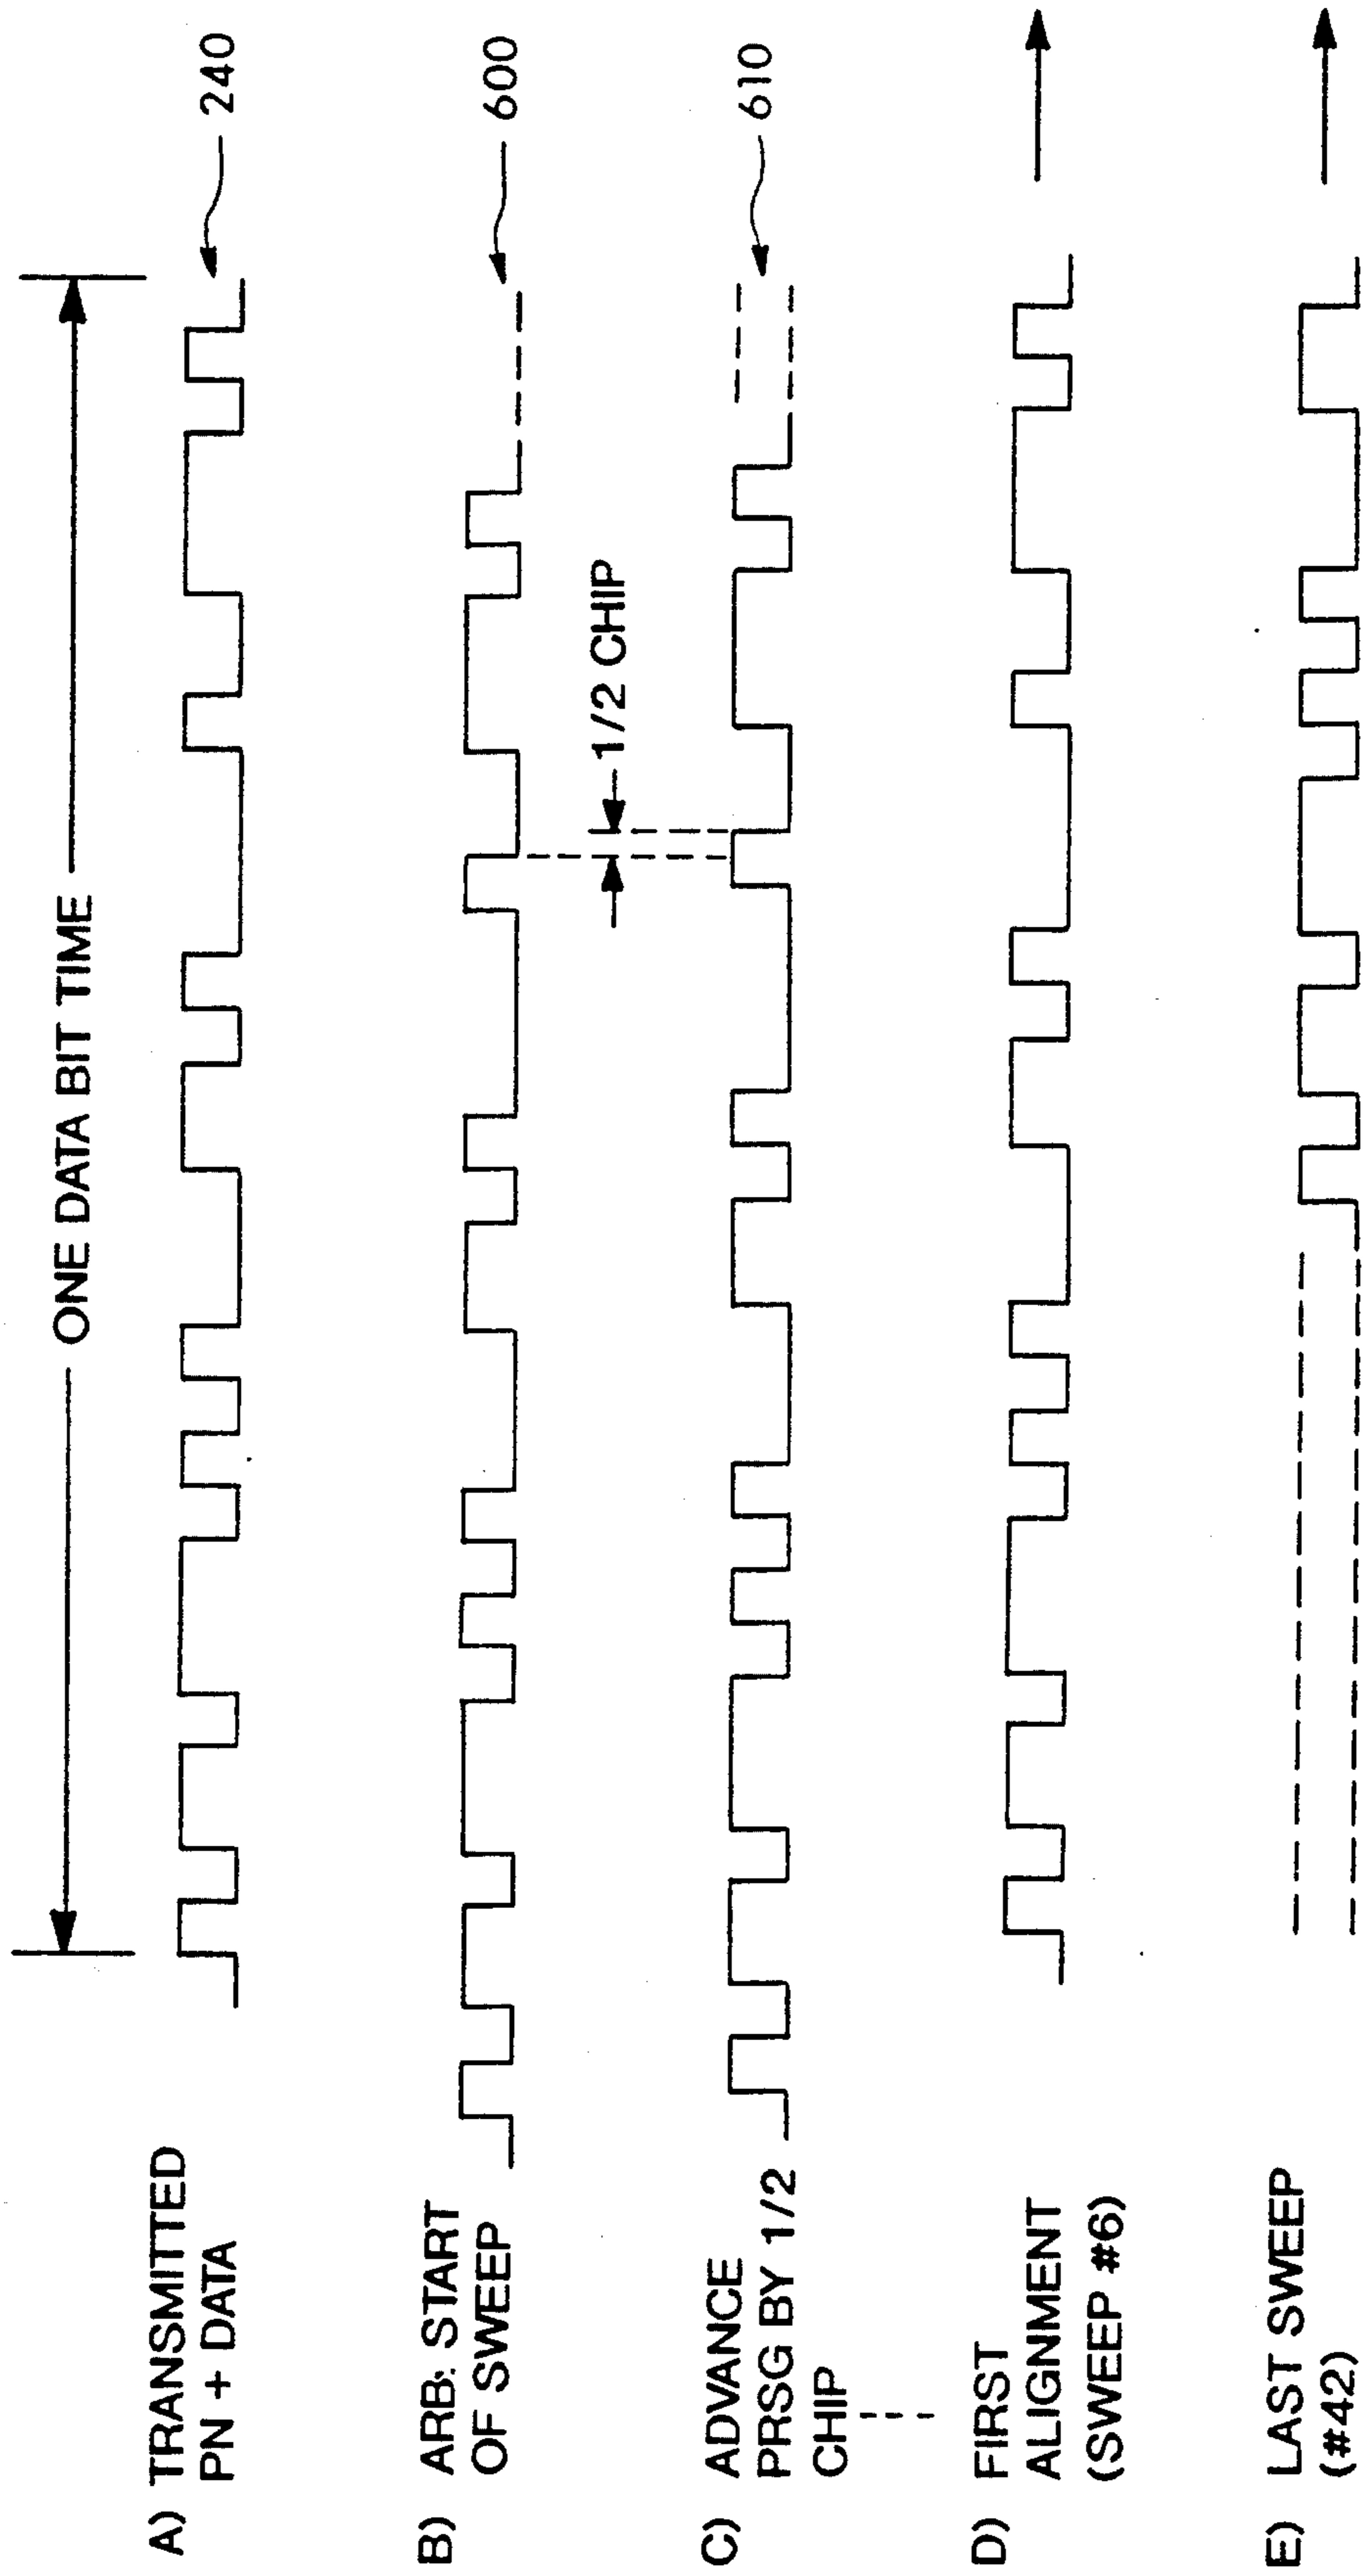 ONE DATA BIT TIME
A) TRANSMITTED
PN + DATA
240
B) ARB. START
OF SWEEP
600
1/2 CHIP
C) ADVANCE
PRSG BY 1/2
CHIP
610
D) FIRST
ALIGNMENT
(SWEEP #6)
E) LAST SWEEP
(#42)